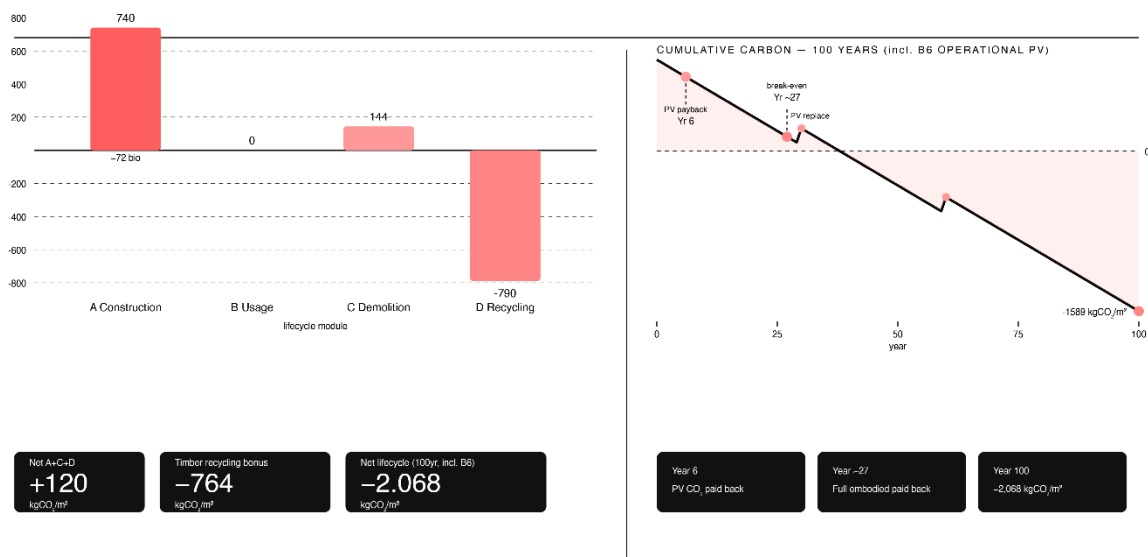 800
740
600
400
200
-200
-400
-600
-800
−72 bio
0
144
-790
A Construction
B Usage
C Demolition
D Recycling
lifecycle module
CUMULATIVE CARBON — 100 YEARS (incl. B6 OPERATIONAL PV)
PV payback
Yr 6
break-even
Yr ~27
PV replace
0
-1589 kgCO₂/m²
0
25
50
75
100
year
Net A+C+D
+120
kgCO₂/m²
Timber recycling bonus
−764
kgCO₂/m²
Net lifecycle (100yr, incl. B6)
−2.068
kgCO₂/m²
Year 6
PV CO₂ paid back
Year ~27
Full embodied paid back
Year 100
−2,068 kgCO₂/m²